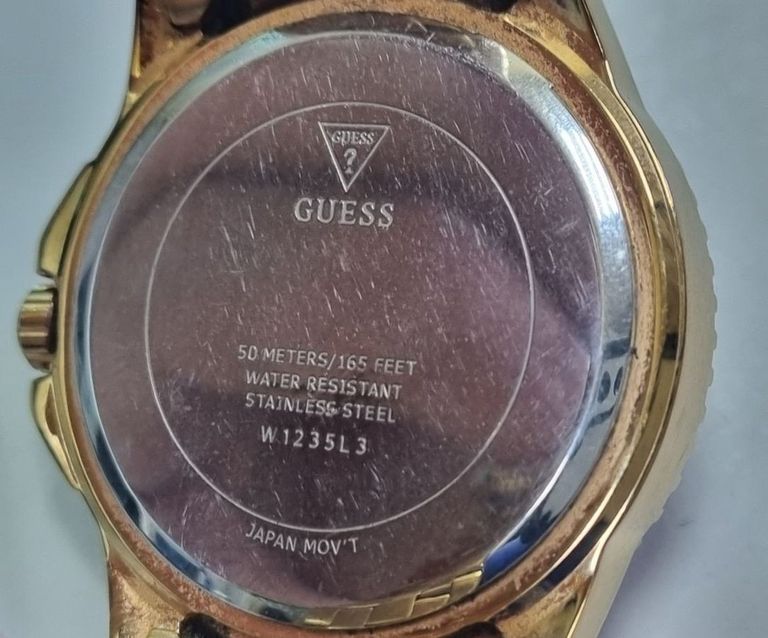 GUESS
?
GUESS
50 METERS/165 FEET
WATER RESISTANT
STAINLESS STEEL
W1235L3
JAPAN MOV'T